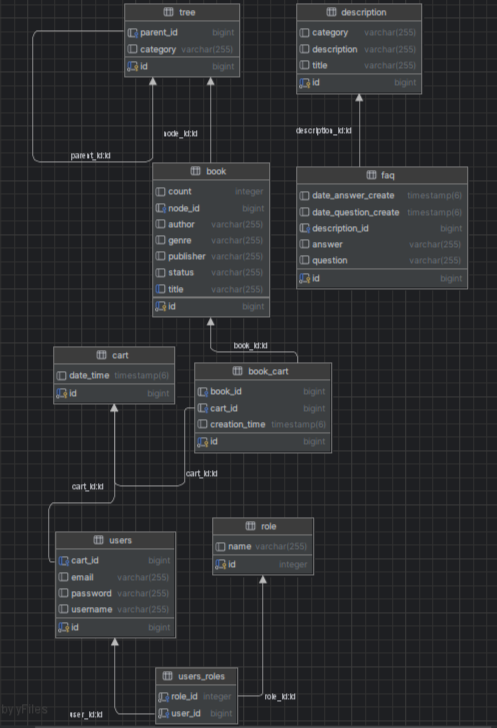 tree
parent_id bigint
category varchar(255)
id bigint
description
category varchar(255)
description varchar(255)
title varchar(255)
id bigint
parent_id:id
node_id:id
description_id:id
book
count integer
node_id bigint
author varchar(255)
genre varchar(255)
publisher varchar(255)
status varchar(255)
title varchar(255)
id bigint
faq
date_answer_create timestamp(6)
date_question_create timestamp(6)
description_id bigint
answer varchar(255)
question varchar(255)
id bigint
book_id:id
cart
date_time timestamp(6)
id bigint
book_cart
book_id bigint
cart_id bigint
creation_time timestamp(6)
id bigint
cart_id:id
cart_id:id
users
cart_id bigint
email varchar(255)
password varchar(255)
username varchar(255)
id bigint
role
name varchar(255)
id integer
users_roles
role_id integer
user_id bigint
role_id:id
user_id:id
by yFiles